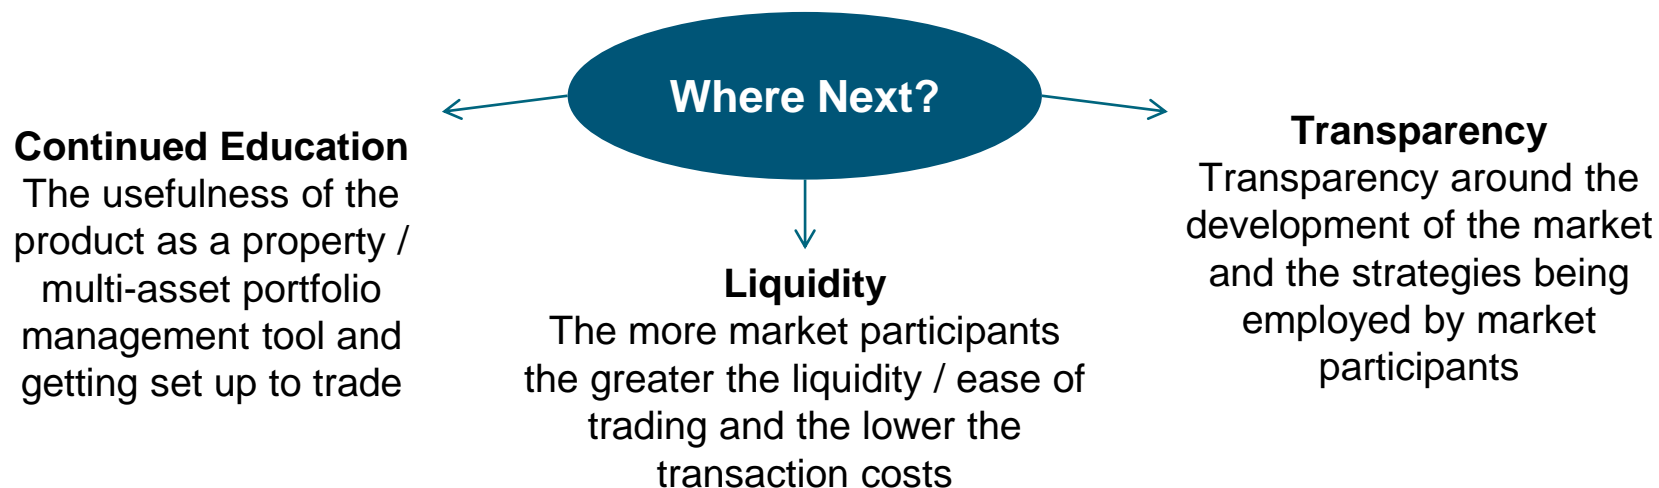 Where Next?
Continued Education
The usefulness of the
product as a property /
multi-asset portfolio
management tool and
getting set up to trade
Liquidity
The more market participants
the greater the liquidity / ease of
trading and the lower the
transaction costs
Transparency
Transparency around the
development of the market
and the strategies being
employed by market
participants